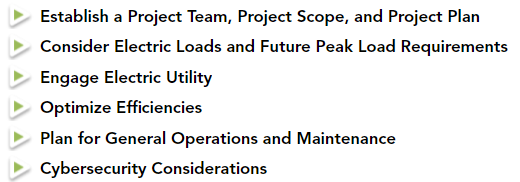 Establish a Project Team, Project Scope, and Project Plan
Consider Electric Loads and Future Peak Load Requirements
Engage Electric Utility
Optimize Efficiencies
Plan for General Operations and Maintenance
Cybersecurity Considerations